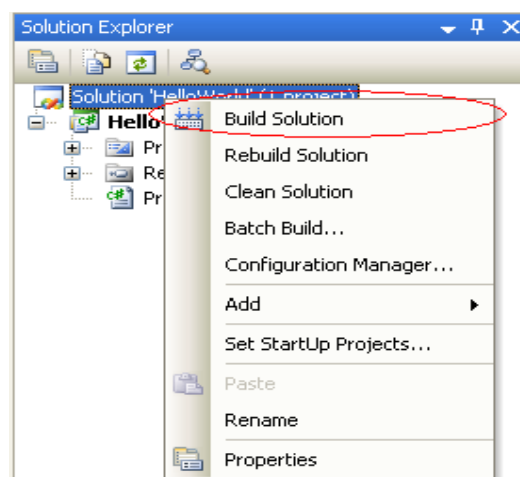 Solution Explorer
Solution 'HelloWorld' (1 project)
Hello
Build Solution
Pr
Rebuild Solution
Re
Clean Solution
Pr
Batch Build...
Configuration Manager...
Add
Set StartUp Projects...
Paste
Rename
Properties